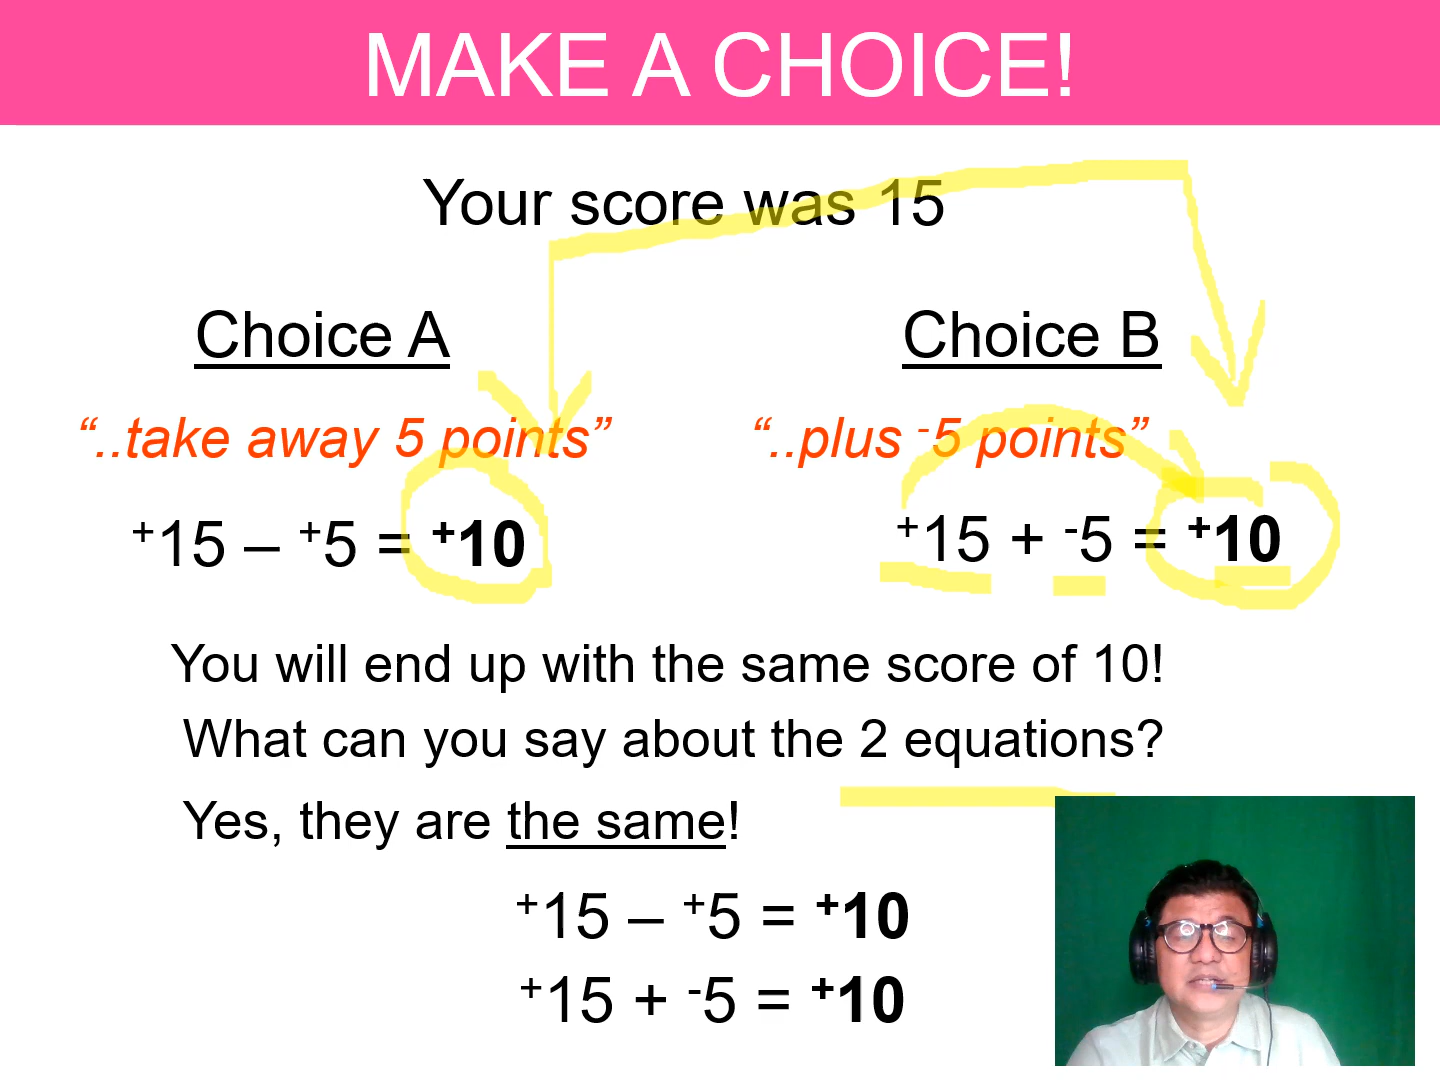 MAKE A CHOICE!
Your score was 15
Choice A
Choice B
“..take away 5 points”
“..plus ⁻5 points”
⁺15 – ⁺5 = ⁺10
⁺15 + ⁻5 = ⁺10
You will end up with the same score of 10!
What can you say about the 2 equations?
Yes, they are the same!
⁺15 – ⁺5 = ⁺10
⁺15 + ⁻5 = ⁺10